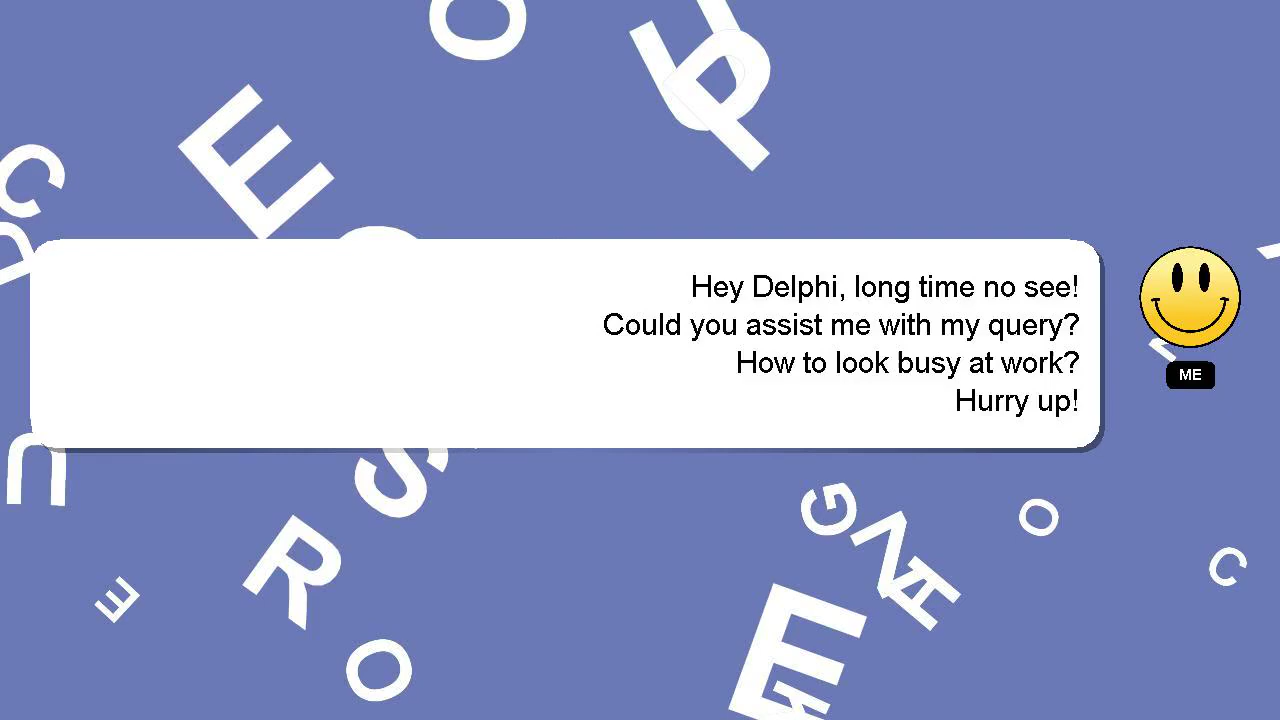 Hey Delphi, long time no see!
Could you assist me with my query?
How to look busy at work?
Hurry up!
ME